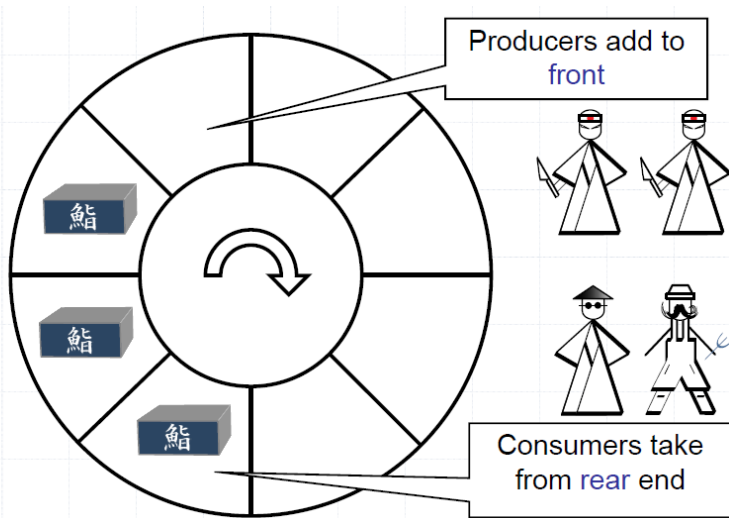 Producers add to
front
鮨
鮨
鮨
Consumers take
from rear end